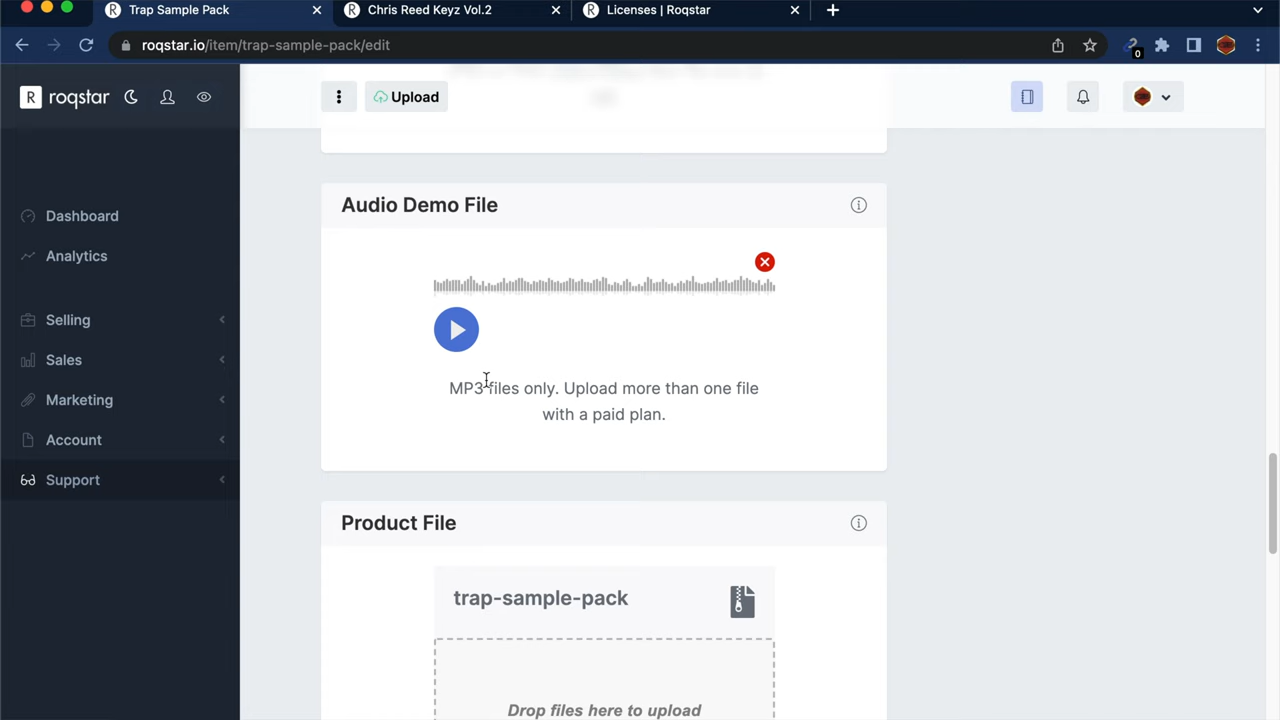 Trap Sample Pack
Chris Reed Keyz Vol.2
Licenses | Roqstar
roqstar.io/item/trap-sample-pack/edit
0
R roqstar
Upload
Dashboard
Analytics
Selling
Sales
Marketing
Account
Support
Audio Demo File
MP3 files only. Upload more than one file
with a paid plan.
Product File
trap-sample-pack
Drop files here to upload